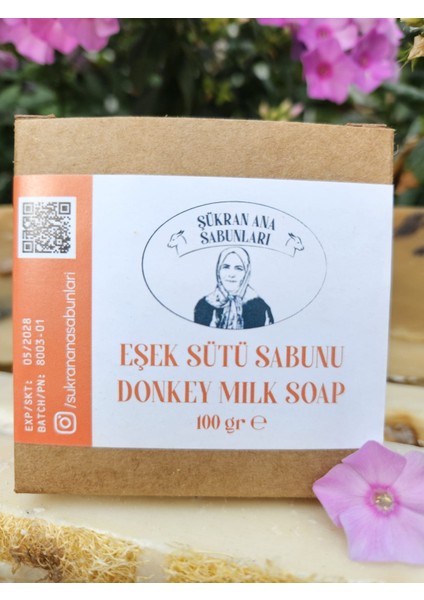 ŞÜKRAN ANA
SABUNLARI
EŞEK SÜTÜ SABUNU
DONKEY MILK SOAP
100 gr ℮
EXP/SKT: 05/2028
BATCH/PN: 8003-01
/sukrananasabunlari